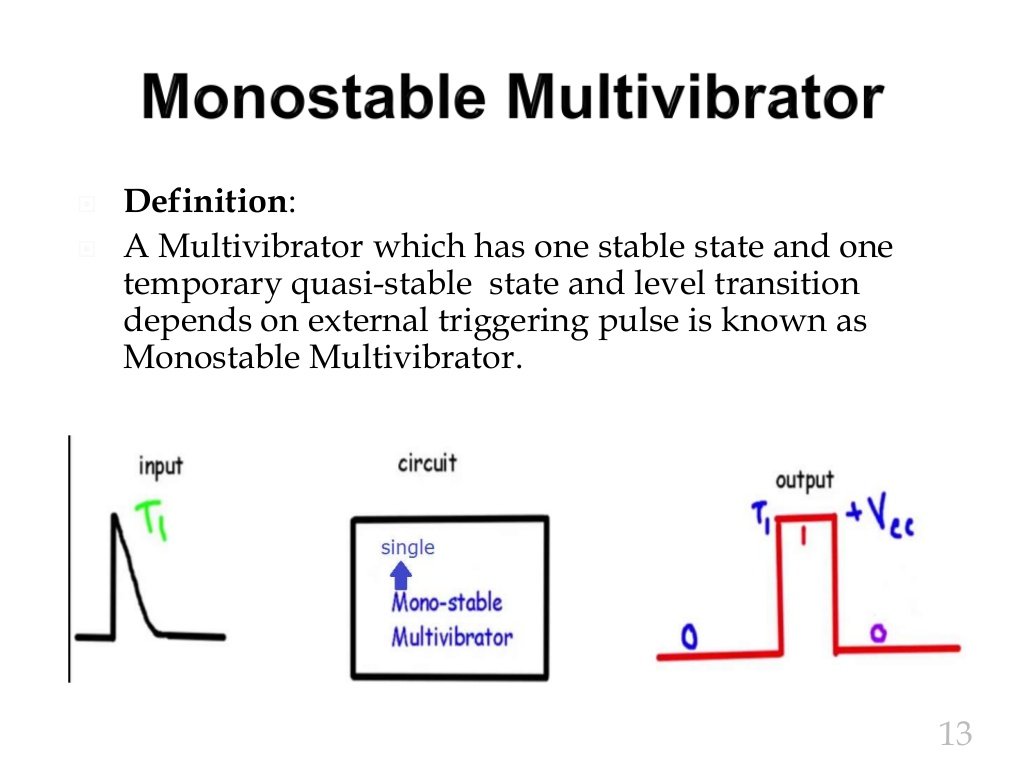 Monostable Multivibrator
Definition:
A Multivibrator which has one stable state and one
temporary quasi-stable state and level transition
depends on external triggering pulse is known as
Monostable Multivibrator.
input
T1
circuit
single
Mono-stable
Multivibrator
output
T1 +Vcc
1
0 0
13